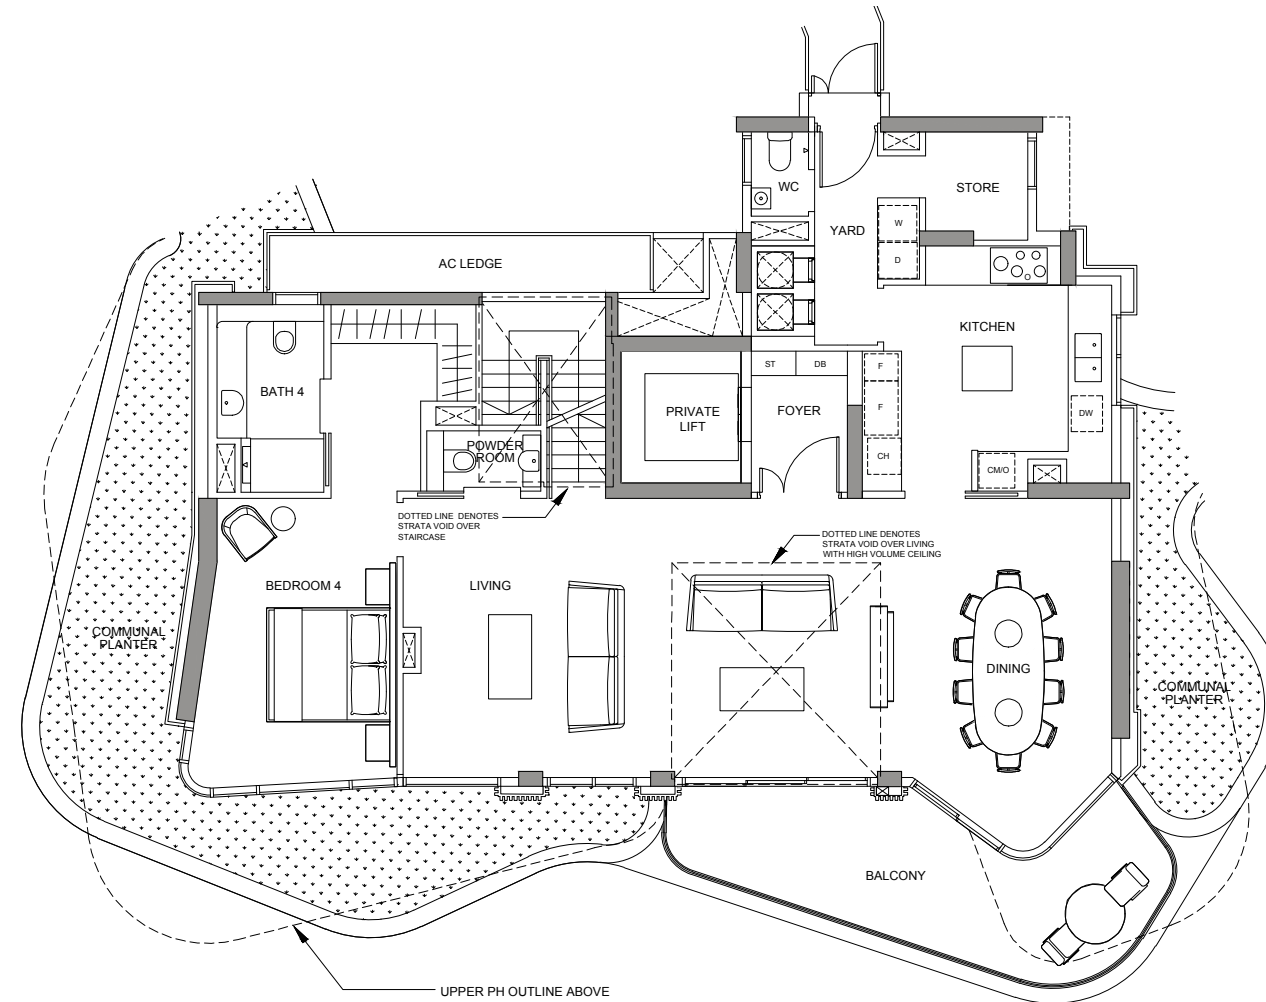 WC
STORE
YARD
W
D
AC LEDGE
KITCHEN
ST
DB
F
BATH 4
PRIVATE
LIFT
FOYER
F
DW
POWDER
ROOM
CH
CM/O
DOTTED LINE DENOTES
STRATA VOID OVER
STAIRCASE
DOTTED LINE DENOTES
STRATA VOID OVER LIVING
WITH HIGH VOLUME CEILING
BEDROOM 4
LIVING
COMMUNAL
PLANTER
DINING
COMMUNAL
PLANTER
BALCONY
UPPER PH OUTLINE ABOVE